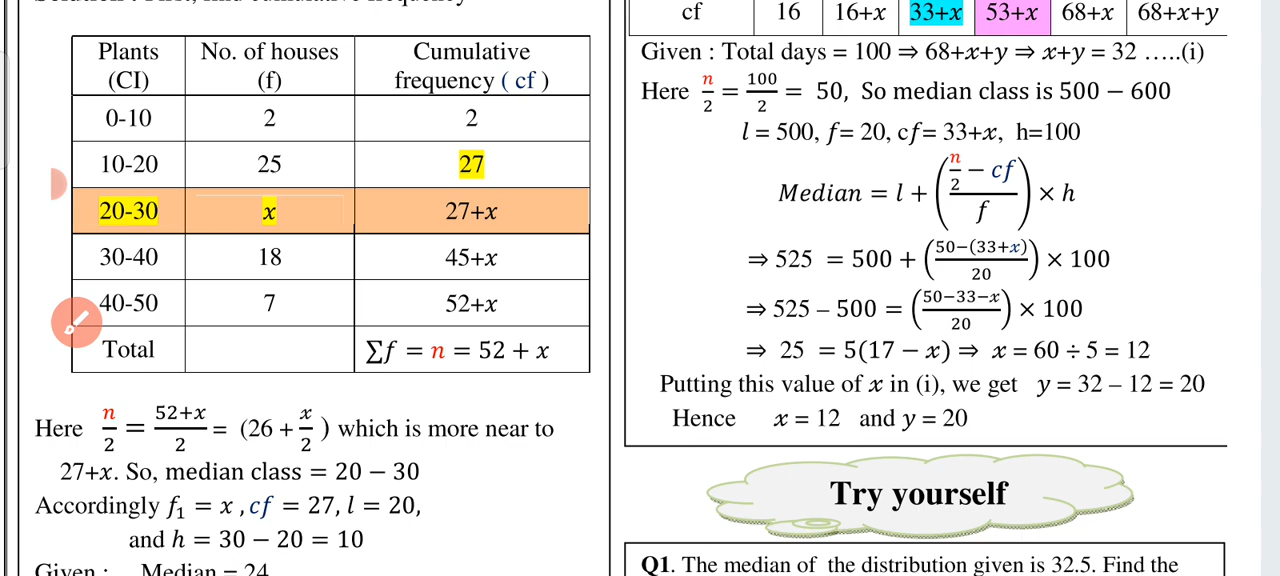 Plants No. of houses Cumulative
(CI) (f) frequency ( cf )
0-10 2 2
10-20 25 27
20-30 x 27+x
30-40 18 45+x
40-50 7 52+x
Total ∑f = n = 52 + x
Here n/2 = 52+x/2 = (26 + x/2 ) which is more near to
27+x. So, median class = 20 − 30
Accordingly f₁ = x , cf = 27, l = 20,
and h = 30 − 20 = 10
Given : Median = 24
cf 16 16+x 33+x 53+x 68+x 68+x+y
Given : Total days = 100 ⇒ 68+x+y ⇒ x+y = 32 .....(i)
Here n/2 = 100/2 = 50, So median class is 500 − 600
l = 500, f= 20, cf= 33+x, h=100
Median = l + ((n/2 − cf)/f) × h
⇒ 525 = 500 + ((50−(33+x))/20) × 100
⇒ 525 – 500 = ((50−33−x)/20) × 100
⇒ 25 = 5(17 − x) ⇒ x = 60 ÷ 5 = 12
Putting this value of x in (i), we get y = 32 – 12 = 20
Hence x = 12 and y = 20
Try yourself
Q1. The median of the distribution given is 32.5. Find the